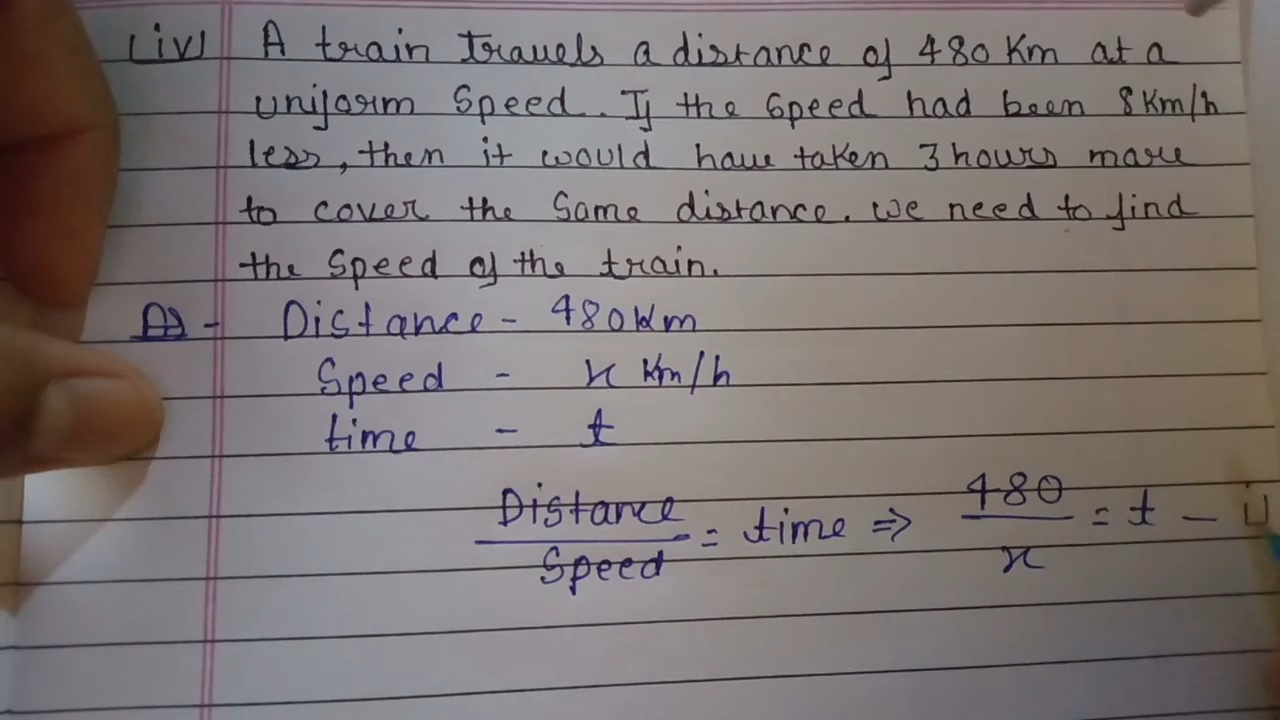 (iv) A train travels a distance of 480 Km at a
uniform Speed. If the Speed had been 8 Km/h
less, then it would have taken 3 hours more
to cover the Same distance. We need to find
the Speed of the train.
A) - Distance - 480 Km
Speed - x Km/h
time - t
Distance / Speed = time ⇒ 480 / x = t -